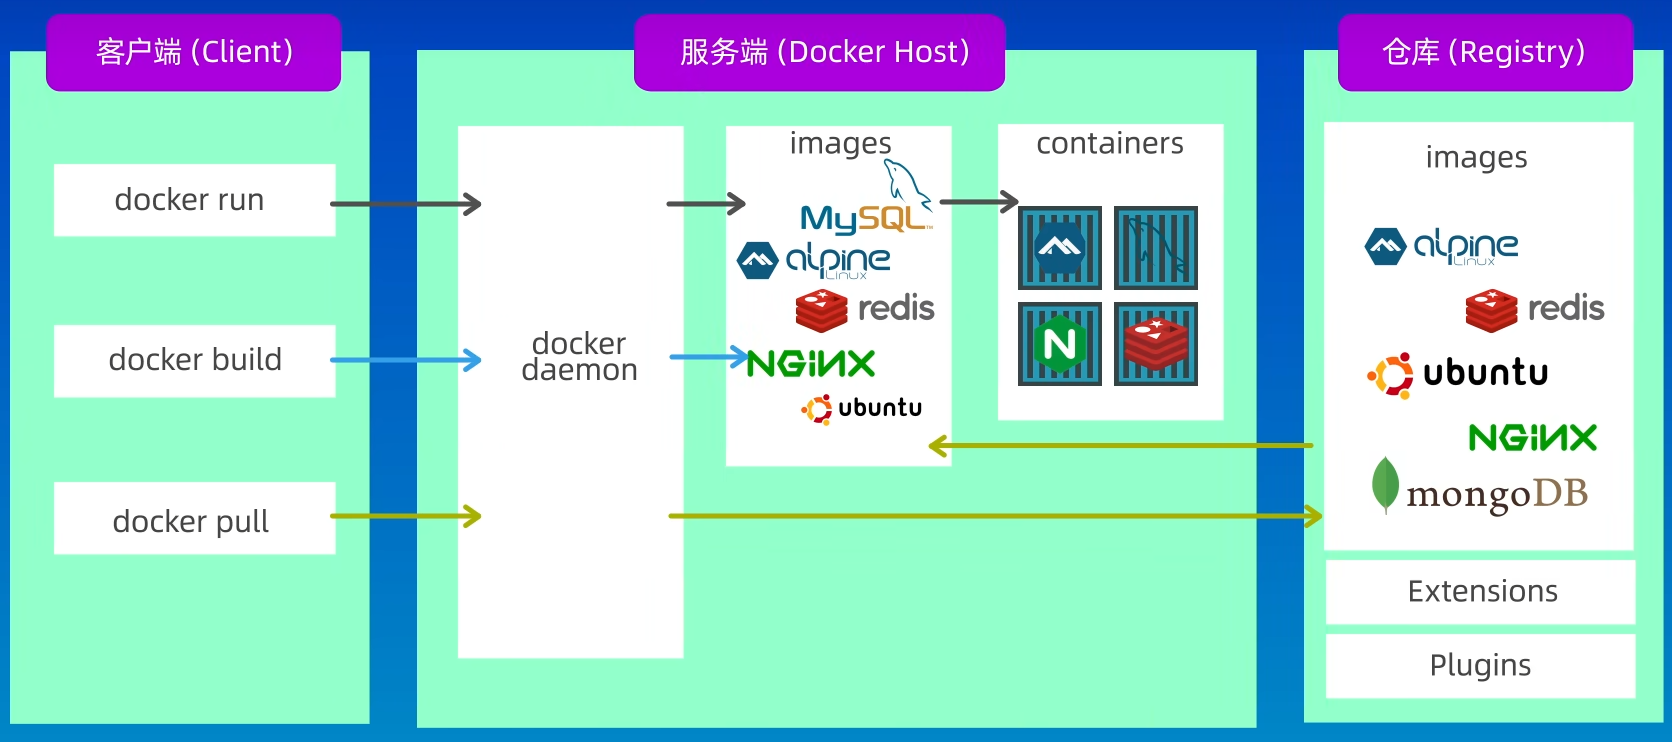 客户端 (Client)
docker run
docker build
docker pull
服务端 (Docker Host)
docker
daemon
images
MySQL™
alpine
Linux
redis
NGiNX
ubuntu
containers
N
仓库 (Registry)
images
alpine
Linux
redis
ubuntu
NGiNX
mongoDB
Extensions
Plugins